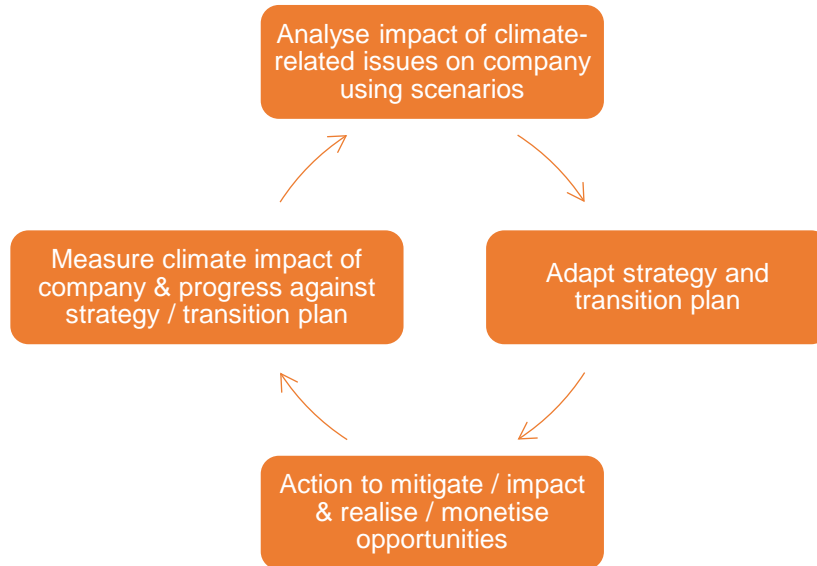 Analyse impact of climate-
related issues on company
using scenarios
Measure climate impact of
company & progress against
strategy / transition plan
Adapt strategy and
transition plan
Action to mitigate / impact
& realise / monetise
opportunities